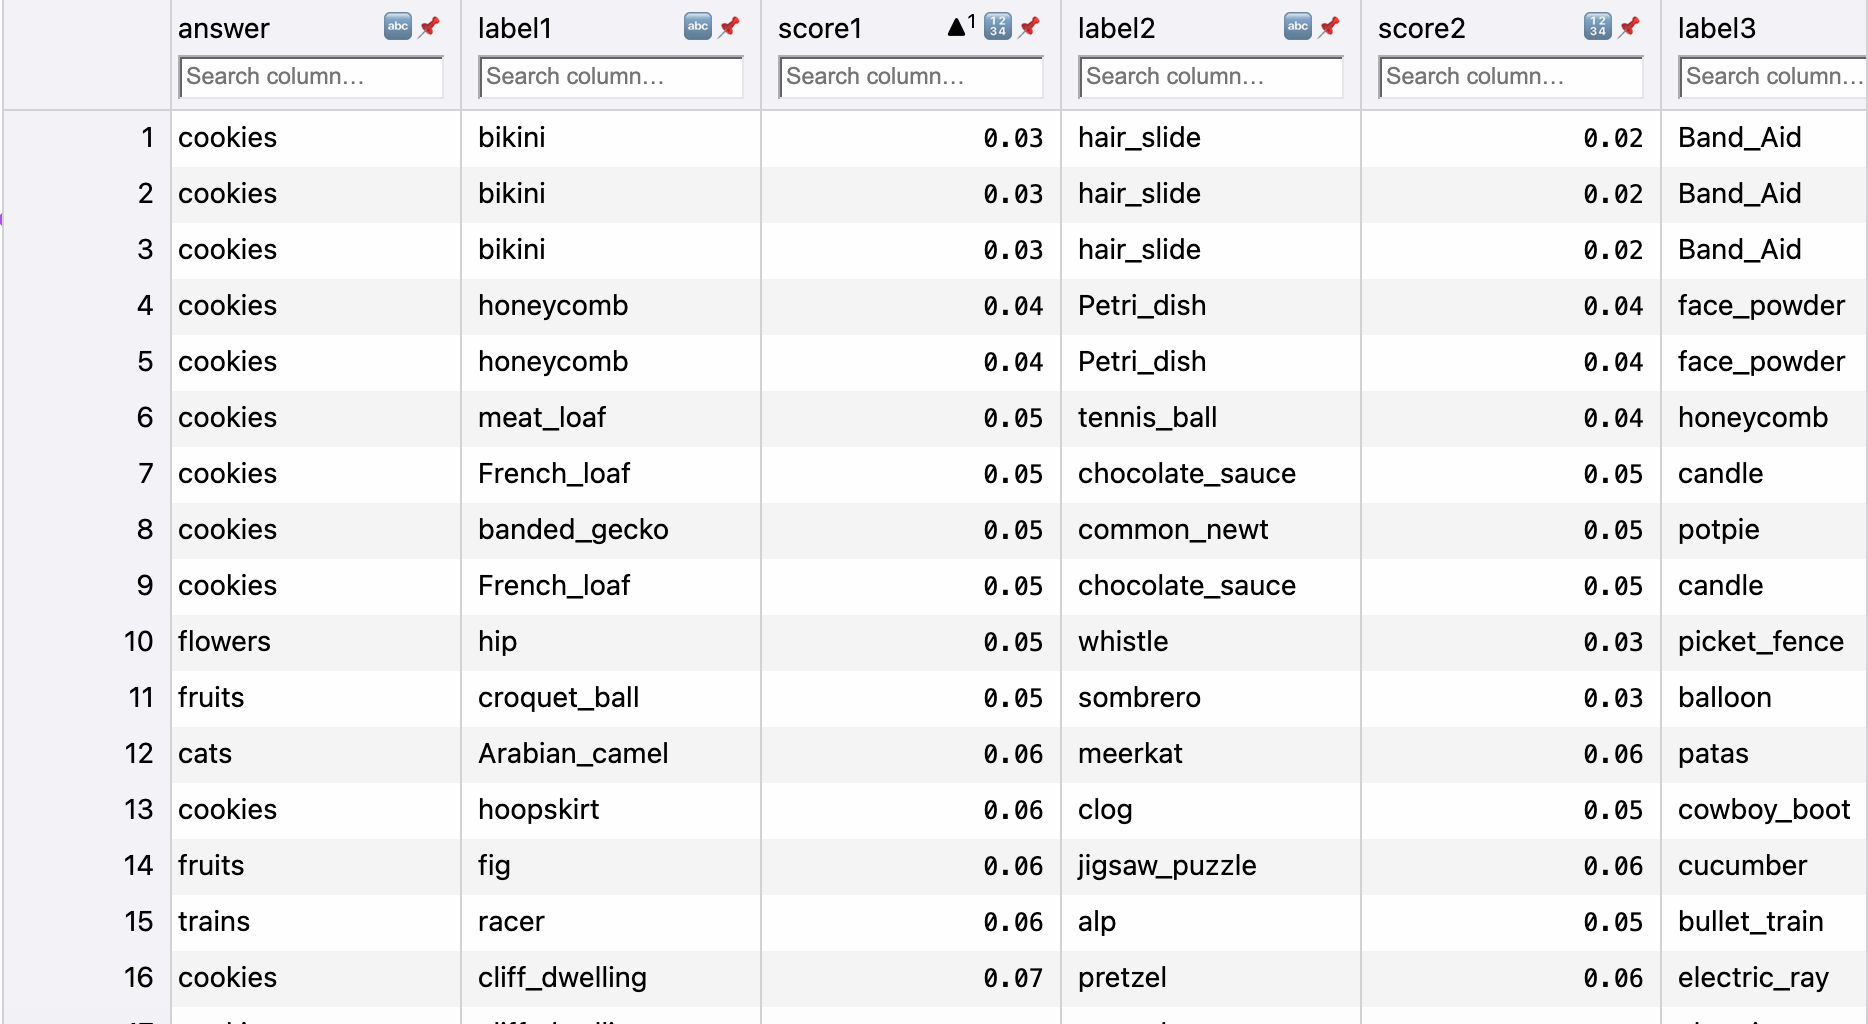 answer abc label1 abc score1 ▲1 1234 label2 abc score2 1234 label3
Search column… Search column… Search column… Search column… Search column… Search column…
1 cookies bikini 0.03 hair_slide 0.02 Band_Aid
2 cookies bikini 0.03 hair_slide 0.02 Band_Aid
3 cookies bikini 0.03 hair_slide 0.02 Band_Aid
4 cookies honeycomb 0.04 Petri_dish 0.04 face_powder
5 cookies honeycomb 0.04 Petri_dish 0.04 face_powder
6 cookies meat_loaf 0.05 tennis_ball 0.04 honeycomb
7 cookies French_loaf 0.05 chocolate_sauce 0.05 candle
8 cookies banded_gecko 0.05 common_newt 0.05 potpie
9 cookies French_loaf 0.05 chocolate_sauce 0.05 candle
10 flowers hip 0.05 whistle 0.03 picket_fence
11 fruits croquet_ball 0.05 sombrero 0.03 balloon
12 cats Arabian_camel 0.06 meerkat 0.06 patas
13 cookies hoopskirt 0.06 clog 0.05 cowboy_boot
14 fruits fig 0.06 jigsaw_puzzle 0.06 cucumber
15 trains racer 0.06 alp 0.05 bullet_train
16 cookies cliff_dwelling 0.07 pretzel 0.06 electric_ray